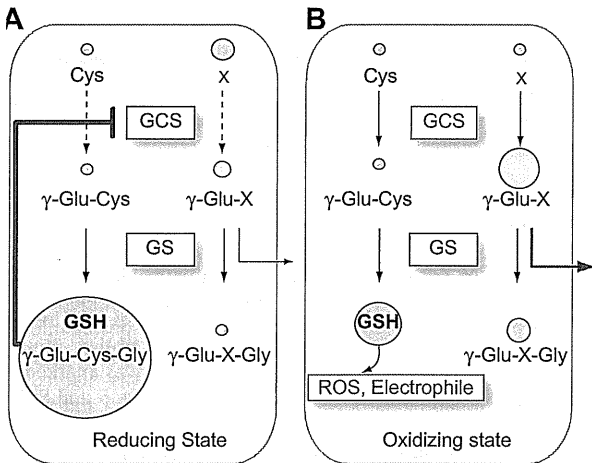 A
Cys
x
GCS
γ-Glu-Cys
γ-Glu-X
GS
GSH
γ-Glu-Cys-Gly
γ-Glu-X-Gly
Reducing State
B
Cys
x
GCS
γ-Glu-Cys
γ-Glu-X
GS
GSH
γ-Glu-X-Gly
ROS, Electrophile
Oxidizing state